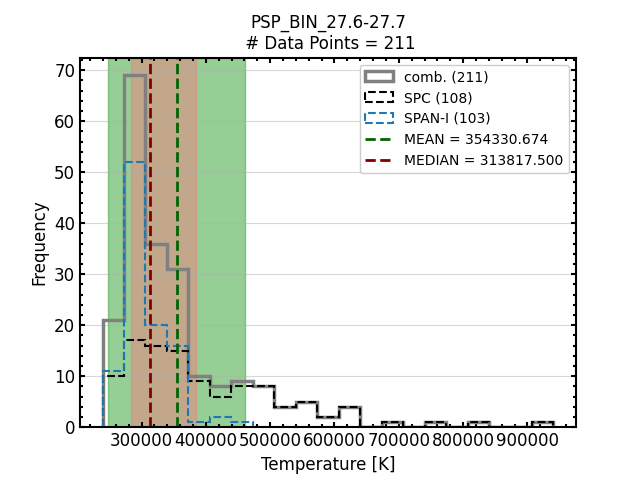 PSP_BIN_27.6-27.7
# Data Points = 211
comb. (211)
SPC (108)
SPAN-I (103)
MEAN = 354330.674
MEDIAN = 313817.500
Frequency
70
60
50
40
30
20
10
0
300000 400000 500000 600000 700000 800000 900000
Temperature [K]